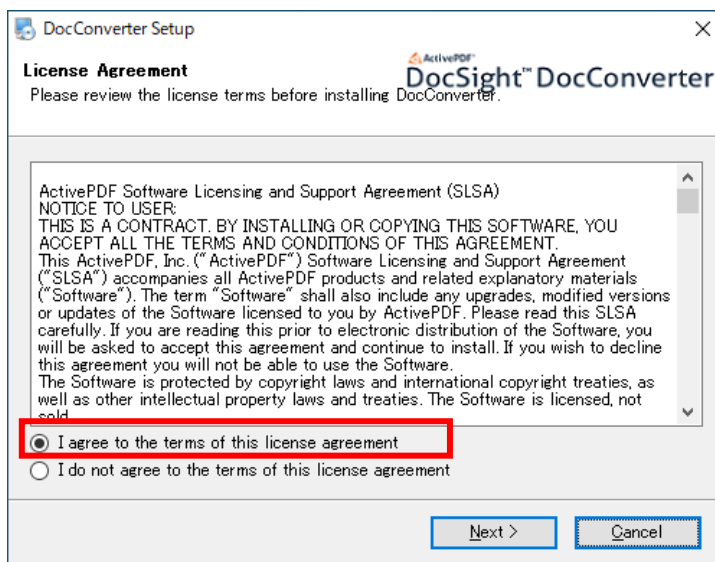 DocConverter Setup
ActivePDF®
DocSight™ DocConverter
License Agreement
Please review the license terms before installing DocConverter.
ActivePDF Software Licensing and Support Agreement (SLSA)
NOTICE TO USER:
THIS IS A CONTRACT. BY INSTALLING OR COPYING THIS SOFTWARE, YOU
ACCEPT ALL THE TERMS AND CONDITIONS OF THIS AGREEMENT.
This ActivePDF, Inc. ("ActivePDF") Software Licensing and Support Agreement
("SLSA") accompanies all ActivePDF products and related explanatory materials
("Software"). The term "Software" shall also include any upgrades, modified versions
or updates of the Software licensed to you by ActivePDF. Please read this SLSA
carefully. If you are reading this prior to electronic distribution of the Software, you
will be asked to accept this agreement and continue to install. If you wish to decline
this agreement you will not be able to use the Software.
The Software is protected by copyright laws and international copyright treaties, as
well as other intellectual property laws and treaties. The Software is licensed, not
sold
I agree to the terms of this license agreement
I do not agree to the terms of this license agreement
Next >
Cancel